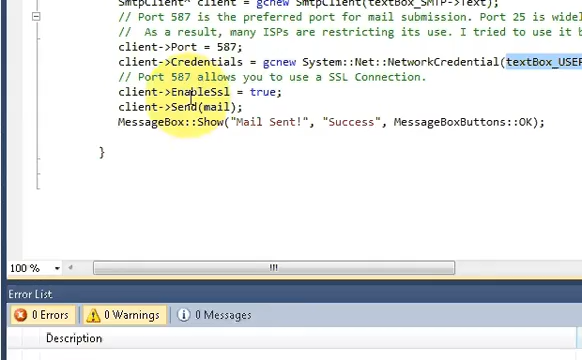 SmtpClient^ client = gcnew SmtpClient(textBox_SMTP->Text);
// Port 587 is the preferred port for mail submission. Port 25 is widel
// As a result, many ISPs are restricting its use. I tried to use it b
client->Port = 587;
client->Credentials = gcnew System::Net::NetworkCredential(textBox_USE
// Port 587 allows you to use a SSL Connection.
client->EnableSsl = true;
client->Send(mail);
MessageBox::Show("Mail Sent!", "Success", MessageBoxButtons::OK);
}
100 %
Error List
0 Errors 0 Warnings 0 Messages
Description